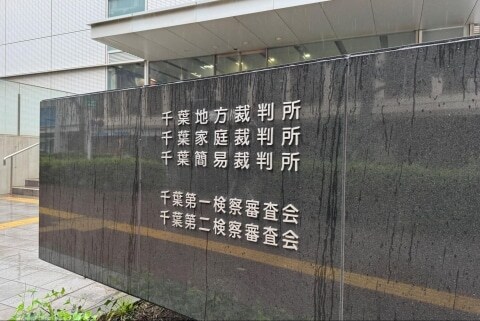 千葉地方裁判所
千葉家庭裁判所
千葉簡易裁判所
千葉第一検察審査会
千葉第二検察審査会